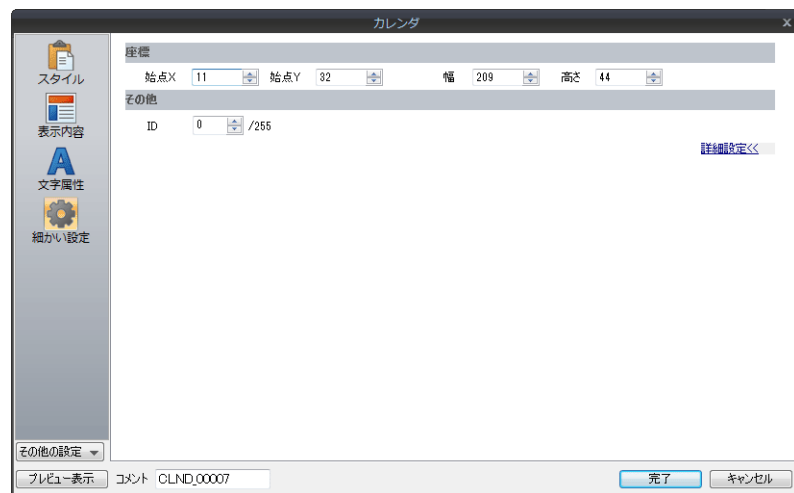 カレンダ x
スタイル
表示内容
文字属性
細かい設定
その他の設定
座標
始点X 11 始点Y 32 幅 209 高さ 44
その他
ID 0 /255
詳細設定<<
プレビュー表示 コメント CLND_00007 完了 キャンセル